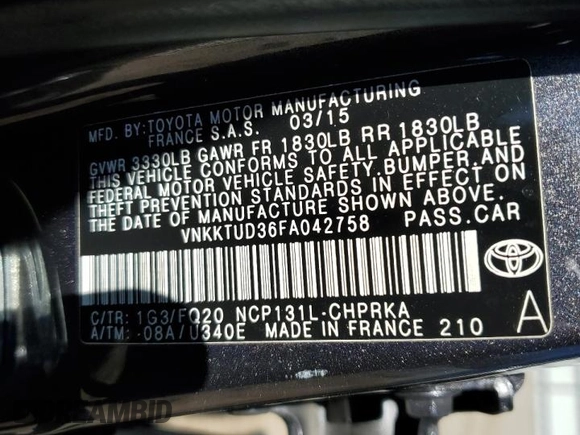 MFD. BY: TOYOTA MOTOR MANUFACTURING
FRANCE S.A.S. 03/15
GVWR 3330LB GAWR FR 1830LB RR 1830LB
THIS VEHICLE CONFORMS TO ALL APPLICABLE
FEDERAL MOTOR VEHICLE SAFETY, BUMPER, AND
THEFT PREVENTION STANDARDS IN EFFECT ON
THE DATE OF MANUFACTURE SHOWN ABOVE.
VNKKTUD36FA042758 PASS.CAR
C/TR: 1G3/FQ20 NCP131L-CHPRKA
A/TM: -08A/U340E MADE IN FRANCE 210
A
DREAMBID